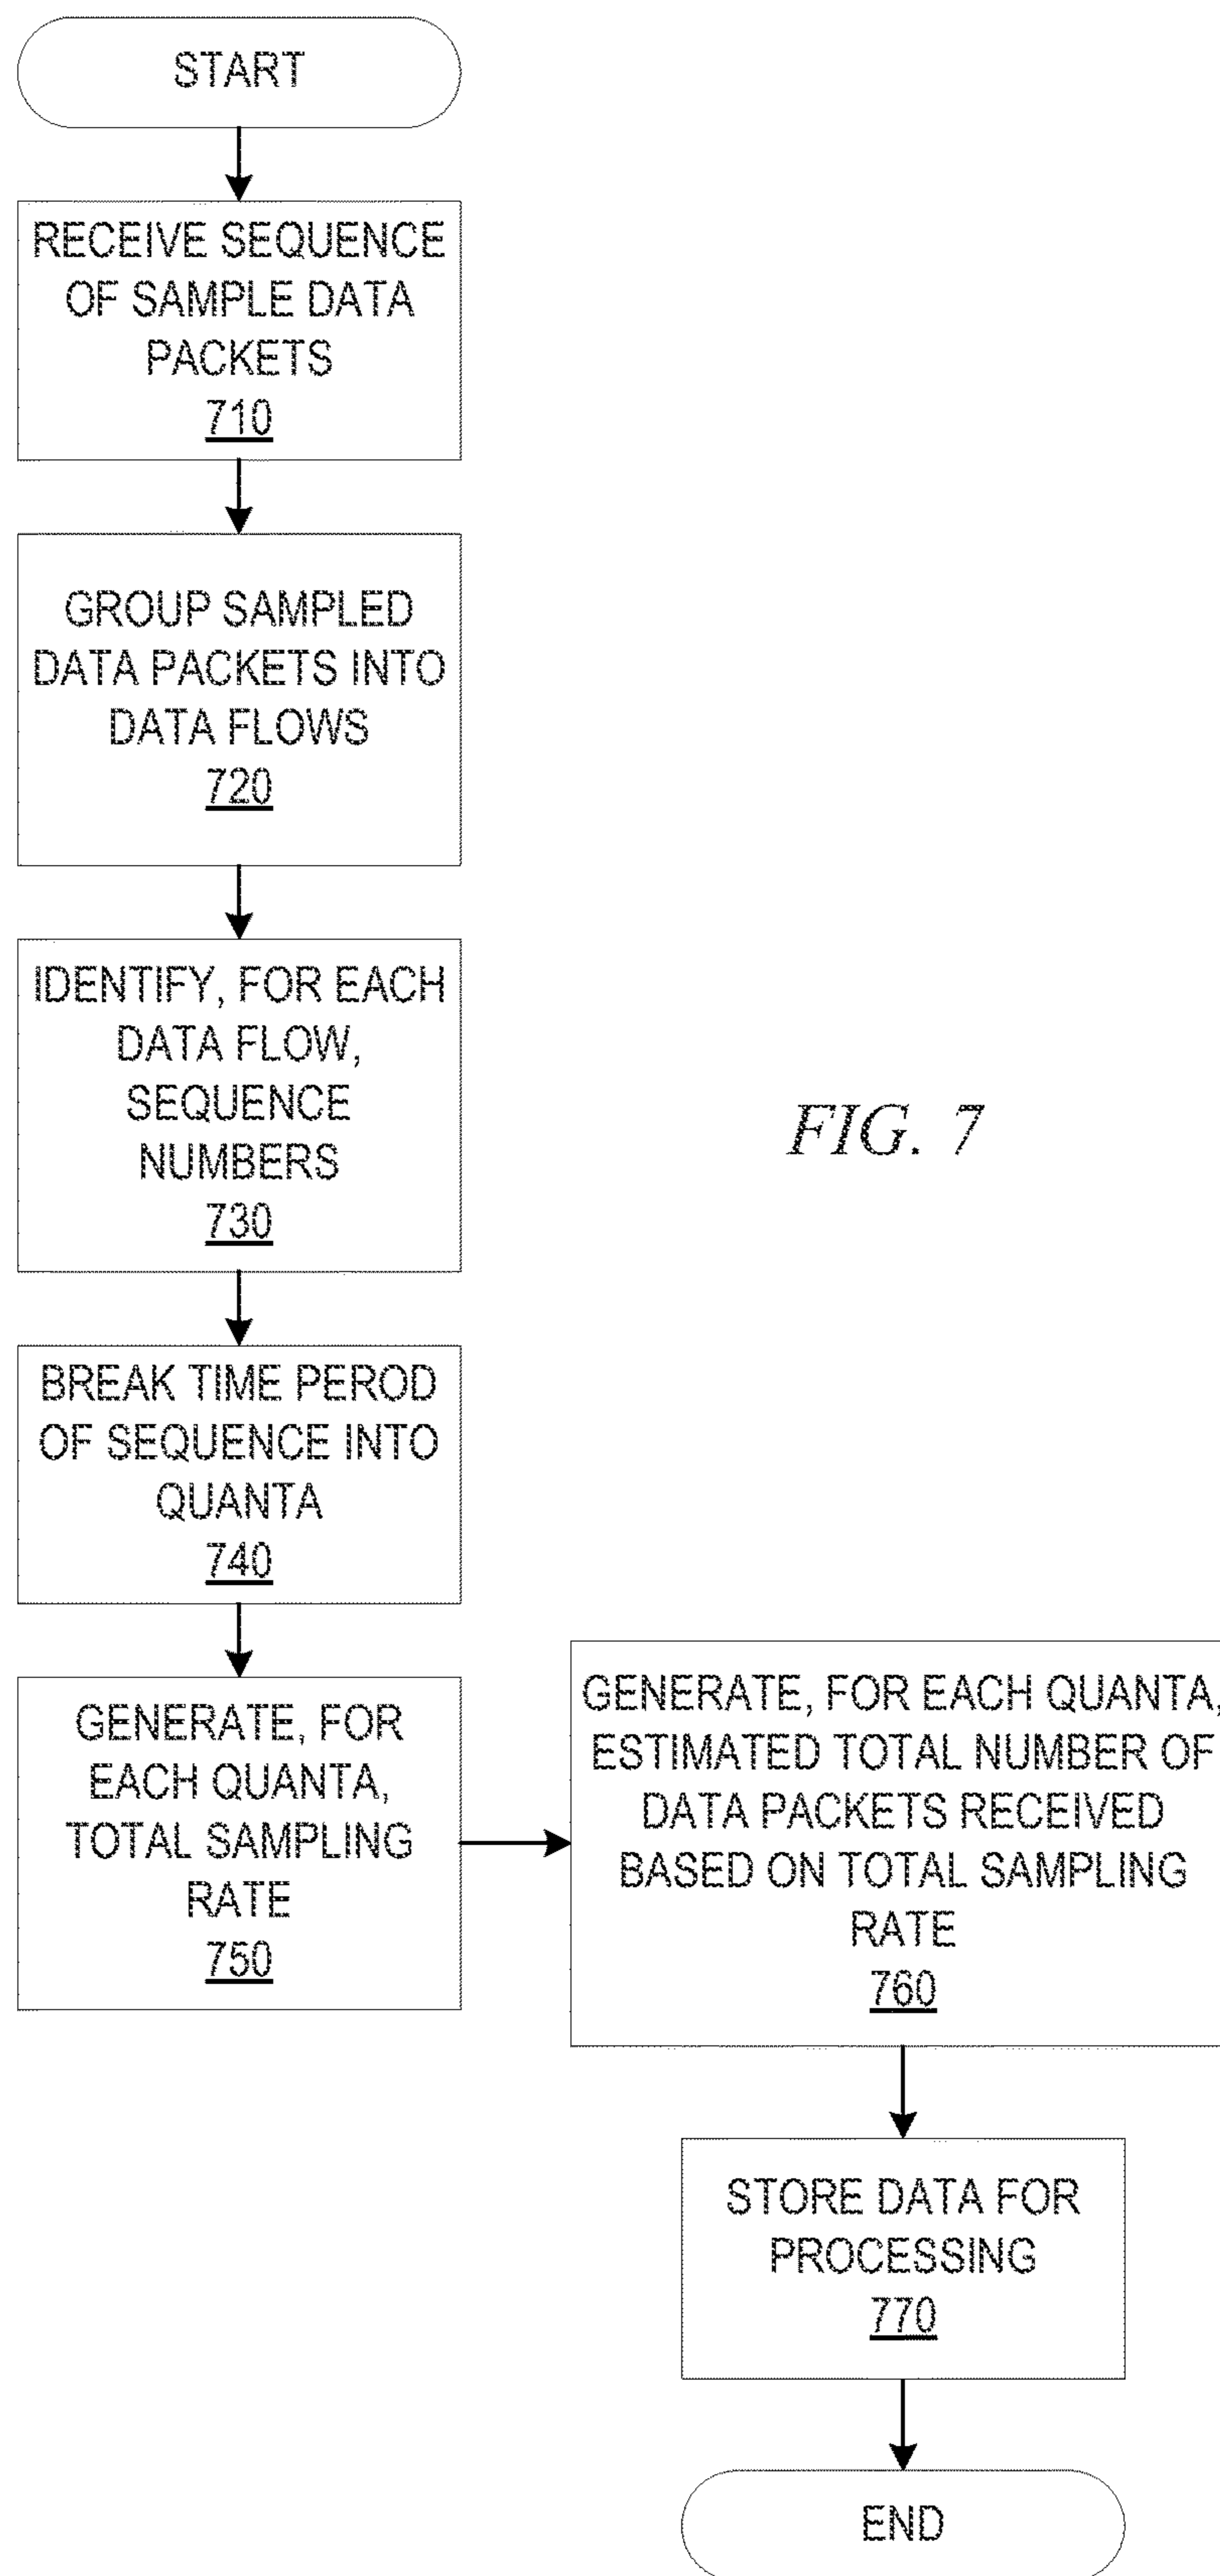 START
RECEIVE SEQUENCE
OF SAMPLE DATA
PACKETS
710
GROUP SAMPLED
DATA PACKETS INTO
DATA FLOWS
720
IDENTIFY, FOR EACH
DATA FLOW,
SEQUENCE
NUMBERS
730
FIG. 7
BREAK TIME PEROD
OF SEQUENCE INTO
QUANTA
740
GENERATE, FOR
EACH QUANTA,
TOTAL SAMPLING
RATE
750
GENERATE, FOR EACH QUANTA,
ESTIMATED TOTAL NUMBER OF
DATA PACKETS RECEIVED
BASED ON TOTAL SAMPLING
RATE
760
STORE DATA FOR
PROCESSING
770
END